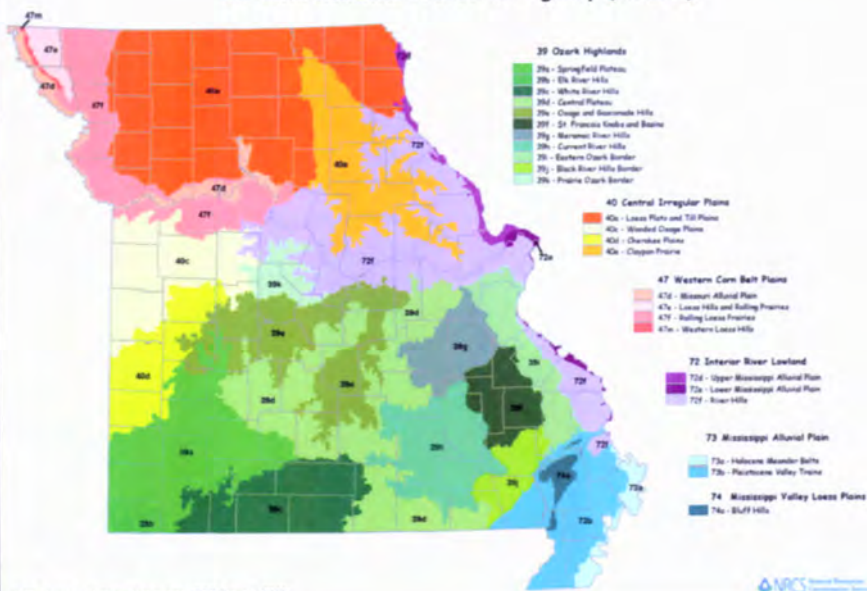 47m
47e
47d
47f
40a
72d
39 Ozark Highlands
39a - Springfield Plateau
39b - Elk River Hills
39c - White River Hills
39d - Central Plateau
39e - Osage and Gasconade Hills
39f - St. Francois Knobs and Basins
39g - Meramec River Hills
39h - Current River Hills
39i - Eastern Ozark Border
39j - Black River Hills Border
39k - Prairie Ozark Border
40e
72f
47d
47f
40 Central Irregular Plains
40a - Loess Flats and Till Plains
40c - Wooded Osage Plains
40d - Cherokee Plains
40e - Claypan Prairie
40c
72f
72e
39k
47 Western Corn Belt Plains
47d - Missouri Alluvial Plain
47e - Loess Hills and Rolling Prairies
47f - Rolling Loess Prairies
47m - Western Loess Hills
39d
39e
39g
39i
72 Interior River Lowland
72d - Upper Mississippi Alluvial Plain
72e - Lower Mississippi Alluvial Plain
72f - River Hills
40d
39e
72f
39d
39f
73 Mississippi Alluvial Plain
73a - Holocene Meander Belts
73b - Pleistocene Valley Trains
72f
39a
39h
39j
74a
73a
74 Mississippi Valley Loess Plains
74a - Bluff Hills
39b
39c
39d
73b
NRCS